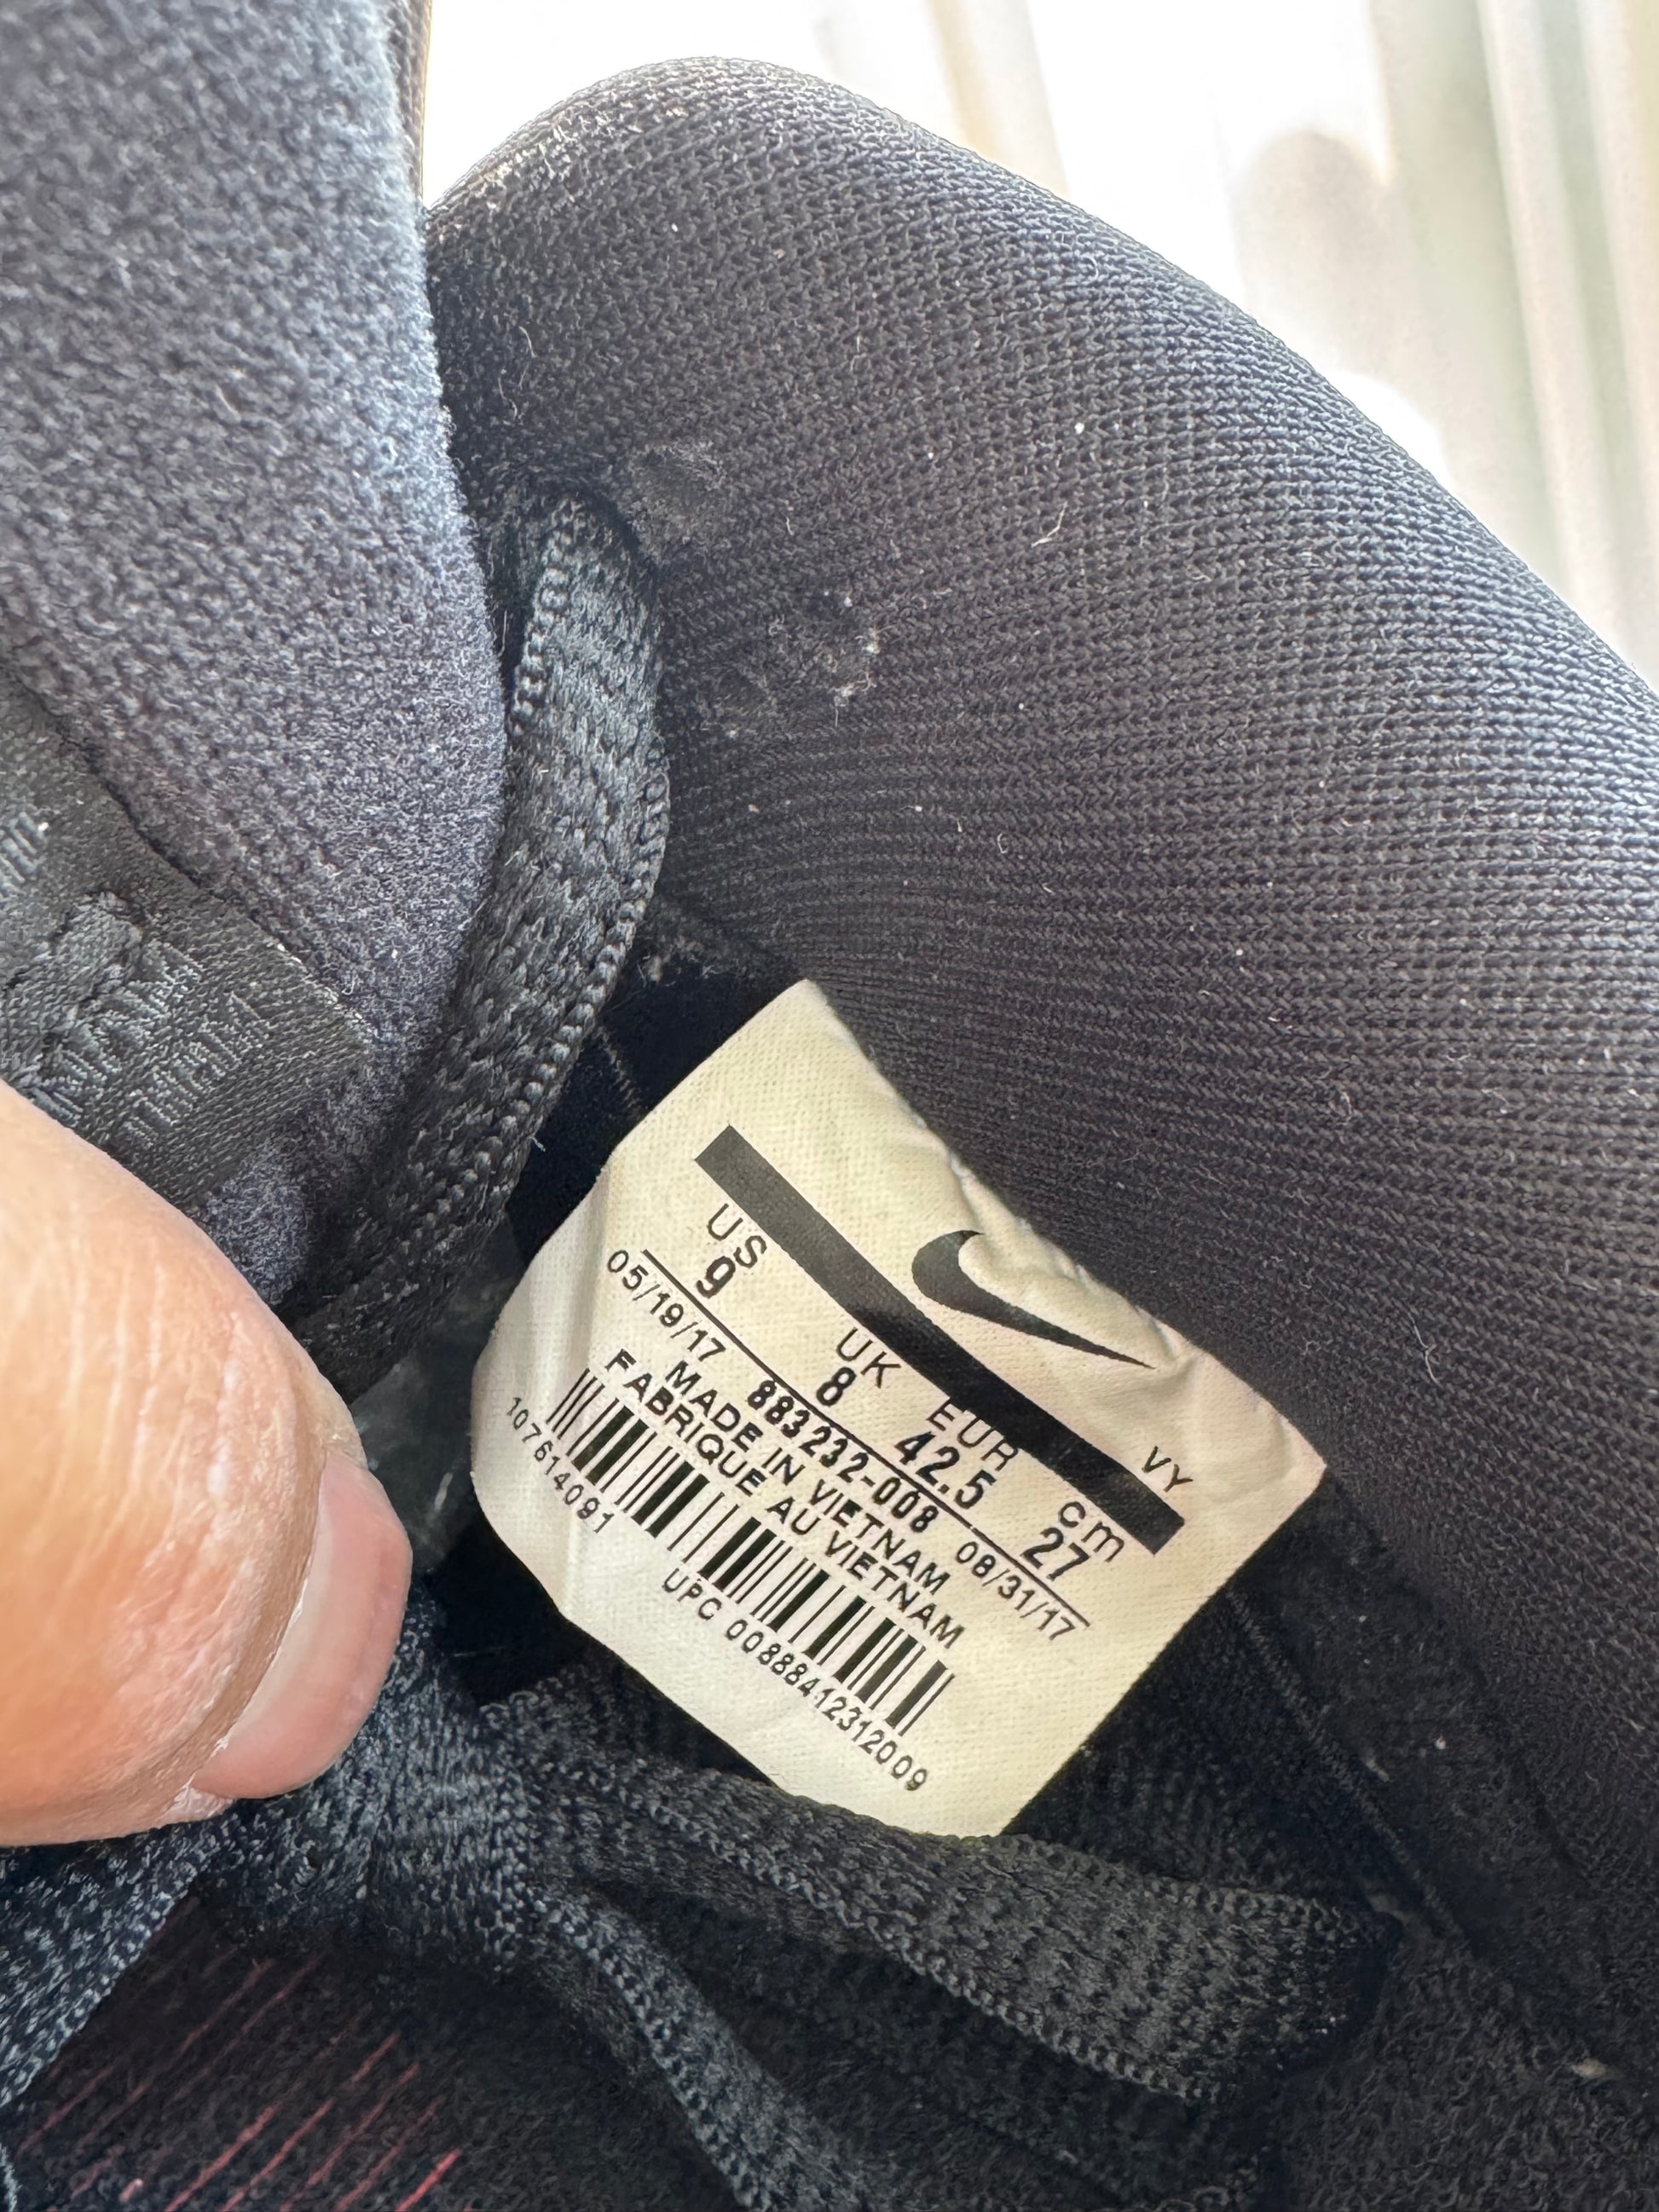 VY
US UK EUR cm
9 8 42.5 27
05/19/17 883232-008 08/31/17
MADE IN VIETNAM
FABRIQUE AU VIETNAM
107614091
UPC 00888412312009